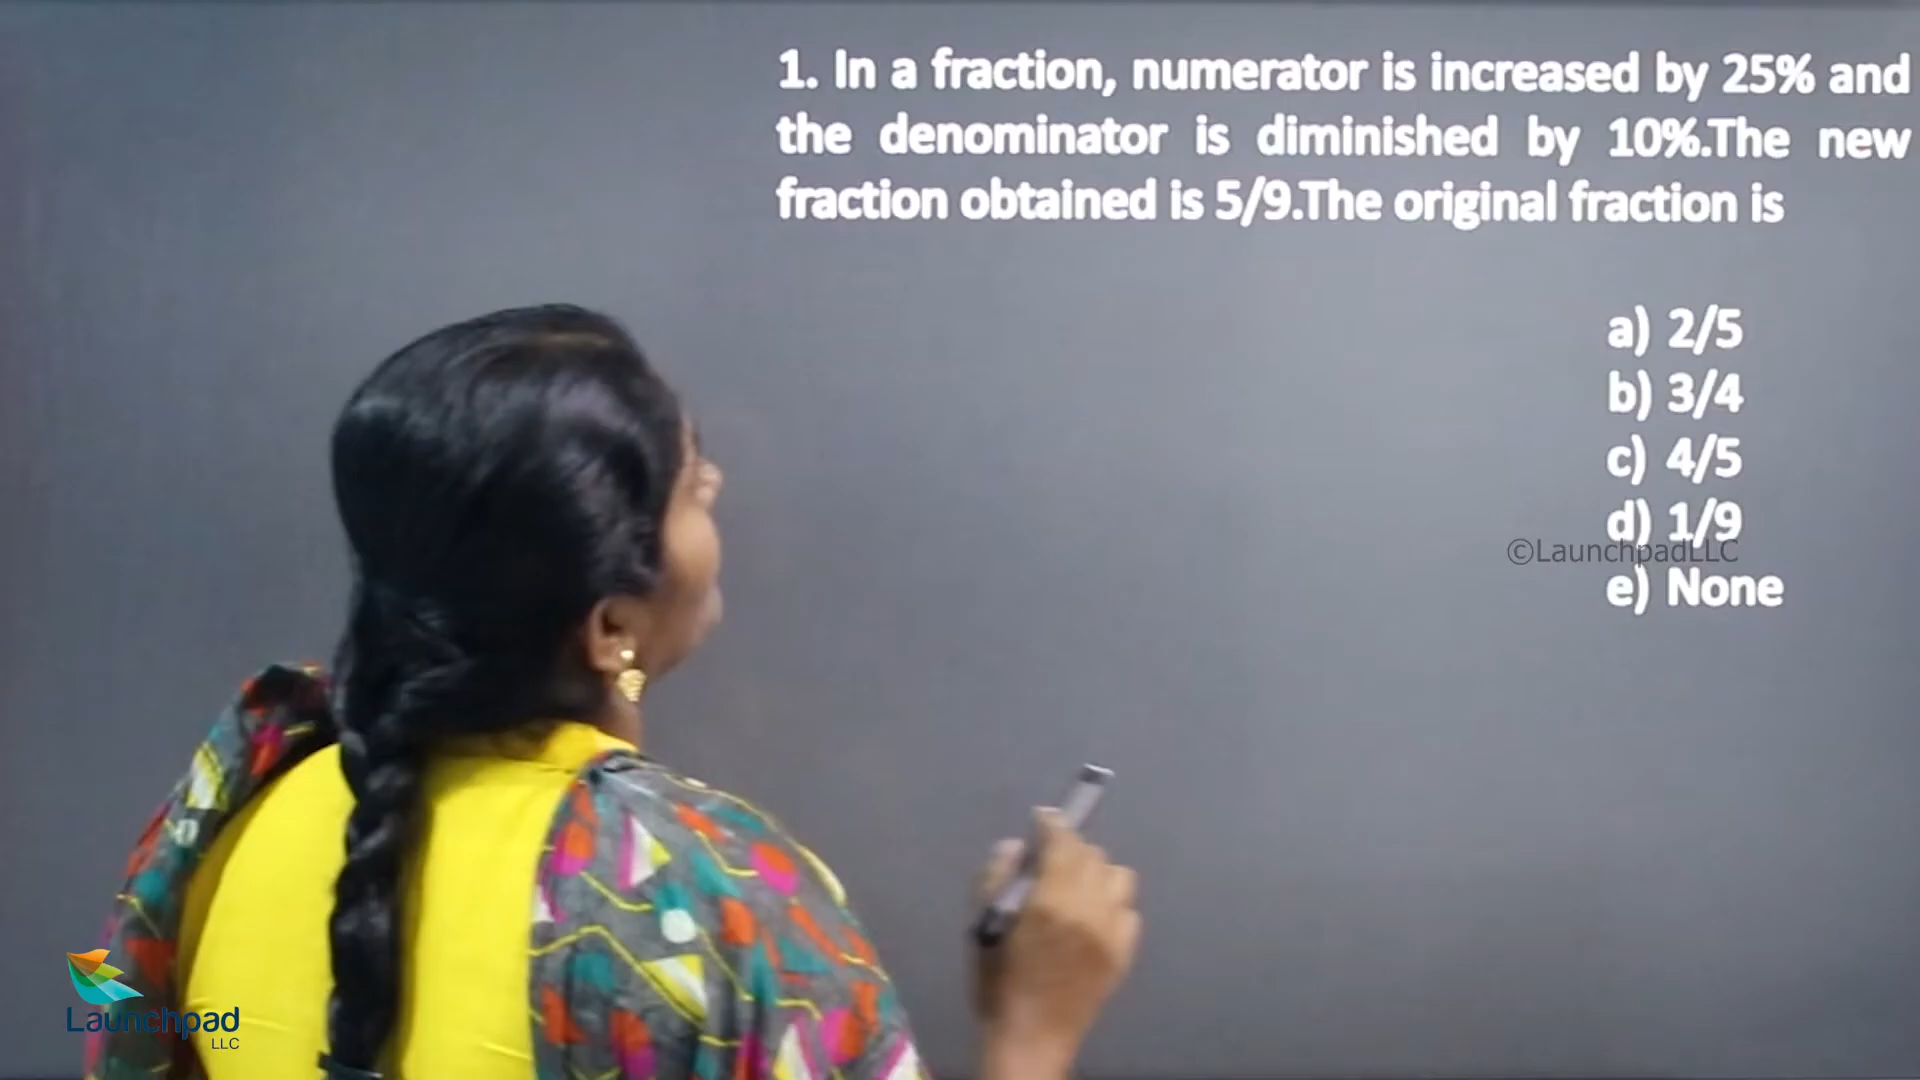 1. In a fraction, numerator is increased by 25% and
the denominator is diminished by 10%.The new
fraction obtained is 5/9.The original fraction is
a) 2/5
b) 3/4
c) 4/5
d) 1/9
©LaunchpadLLC
e) None
Launchpad
LLC